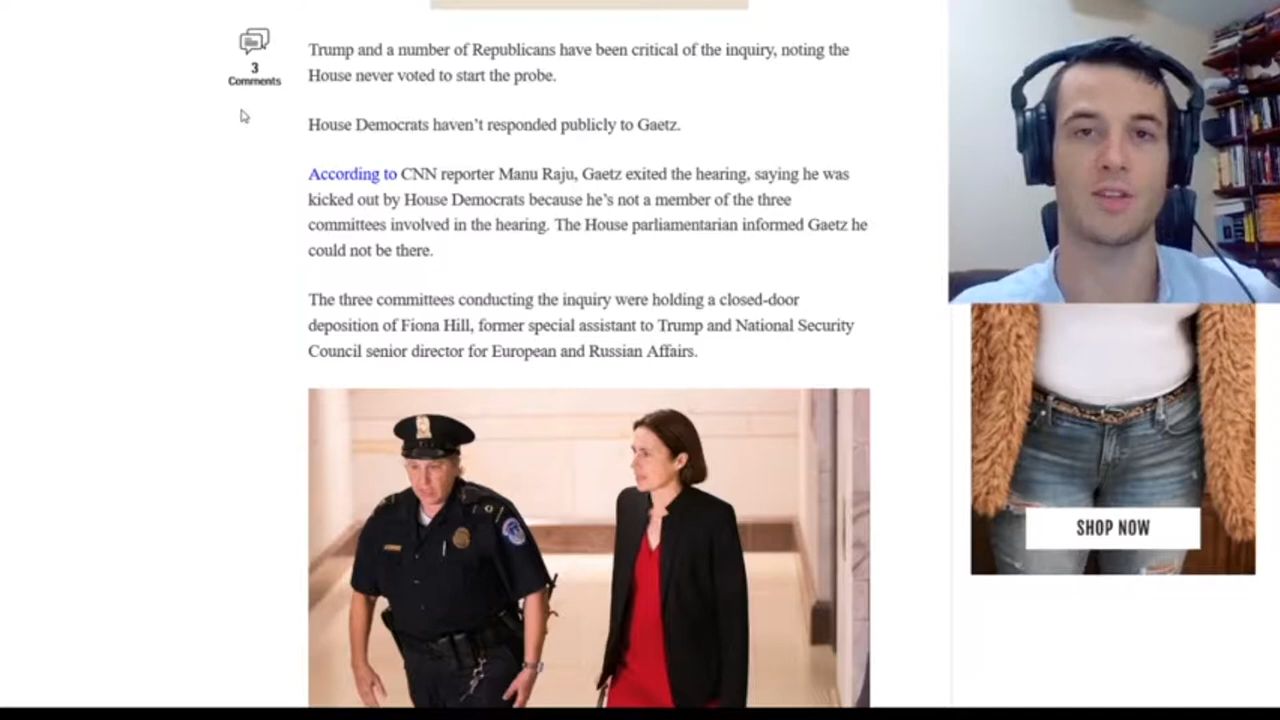 3
Comments
Trump and a number of Republicans have been critical of the inquiry, noting the
House never voted to start the probe.
House Democrats haven’t responded publicly to Gaetz.
According to CNN reporter Manu Raju, Gaetz exited the hearing, saying he was
kicked out by House Democrats because he’s not a member of the three
committees involved in the hearing. The House parliamentarian informed Gaetz he
could not be there.
The three committees conducting the inquiry were holding a closed-door
deposition of Fiona Hill, former special assistant to Trump and National Security
Council senior director for European and Russian Affairs.
SHOP NOW